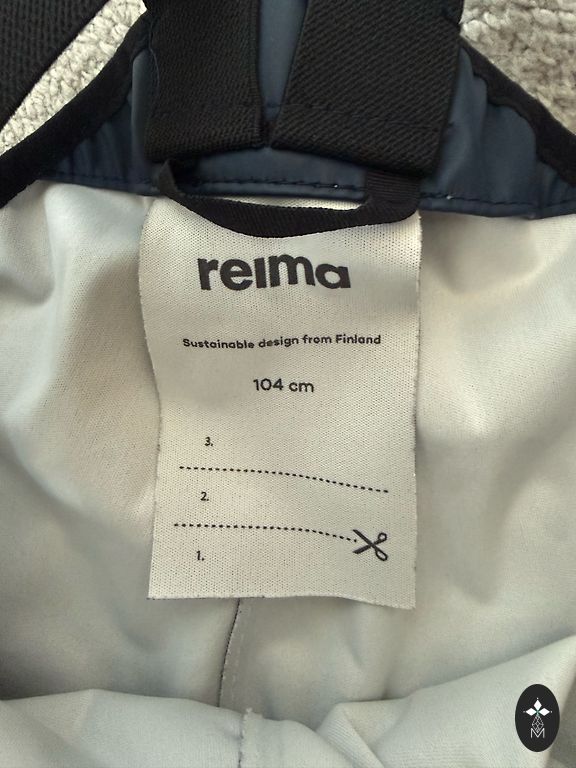 reima
Sustainable design from Finland
104 cm
3.
2.
1.
M